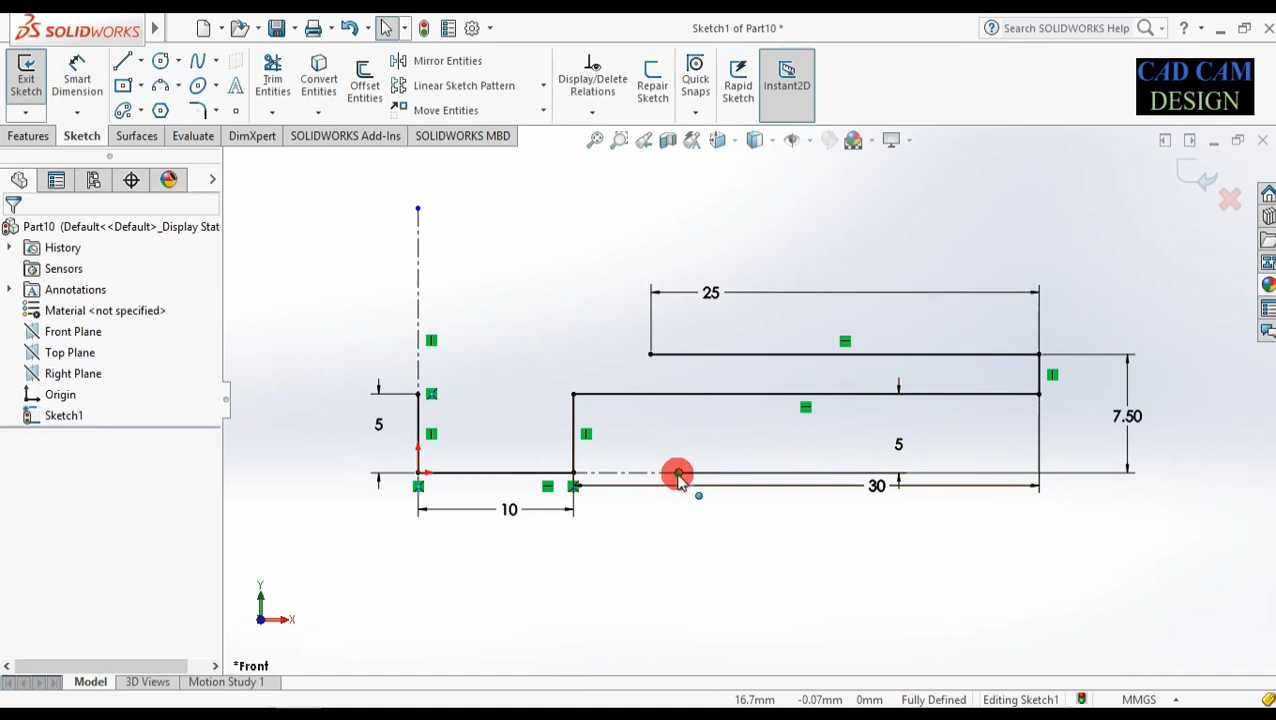 SOLIDWORKS
Sketch1 of Part10 *
Search SOLIDWORKS Help
?
Exit Sketch
Smart Dimension
Trim Entities
Convert Entities
Offset Entities
Mirror Entities
Linear Sketch Pattern
Move Entities
Display/Delete Relations
Repair Sketch
Quick Snaps
Rapid Sketch
Instant2D
CAD CAM
DESIGN
Features
Sketch
Surfaces
Evaluate
DimXpert
SOLIDWORKS Add-Ins
SOLIDWORKS MBD
Part10 (Default<<Default>_Display Stat
History
Sensors
Annotations
Material <not specified>
Front Plane
Top Plane
Right Plane
Origin
Sketch1
25
5
7.50
5
30
10
Y
X
*Front
Model
3D Views
Motion Study 1
16.7mm
-0.07mm
0mm
Fully Defined
Editing Sketch1
MMGS